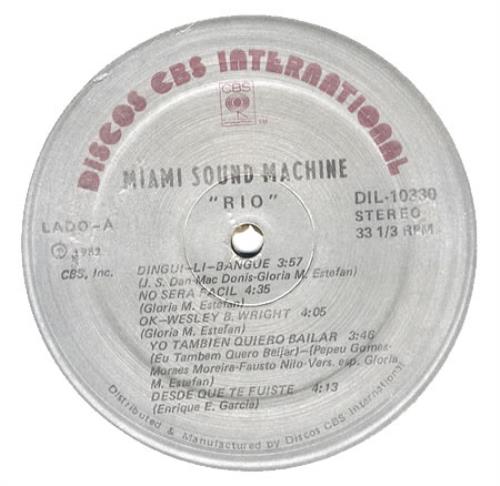 DISCOS CBS INTERNATIONAL
CBS
TM
MIAMI SOUND MACHINE
"RIO"
LADO-A
DIL-10330
STEREO
33 1/3 RPM
Ⓟ 1982
CBS, Inc.
DINGUI-LI-BANGUE 3:57
(J. S. Dan-Mac Donis-Gloria M. Estefan)
NO SERA FACIL 4:35
(Gloria M. Estefan)
OK-WESLEY B. WRIGHT 4:05
(Gloria M. Estefan)
YO TAMBIEN QUIERO BAILAR 3:46
(Eu Tambem Quero Beijar)-(Pepeu Gomes-
Moraes Moreira-Fausto Nilo-Vers. esp. Gloria
M. Estefan)
DESDE QUE TE FUISTE 4:13
(Enrique E. Garcia)
Distributed & Manufactured by Discos CBS International